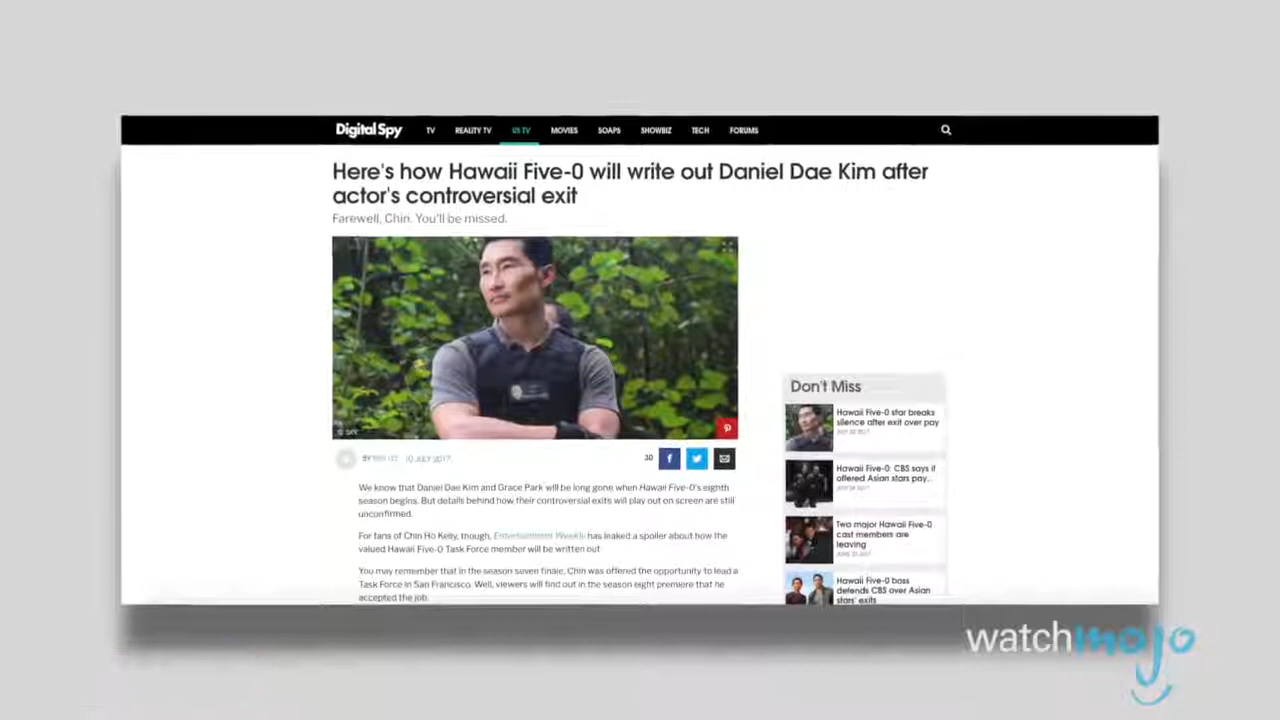 Digital Spy TV REALITY TV US TV MOVIES SOAPS SHOWBIZ TECH FORUMS
Here's how Hawaii Five-0 will write out Daniel Dae Kim after
actor's controversial exit
Farewell, Chin. You'll be missed.
BY 10 JULY 2017
30
We know that Daniel Dae Kim and Grace Park will be long gone when Hawaii Five-0's eighth
season begins. But details behind how their controversial exits will play out on screen are still
unconfirmed.
For fans of Chin Ho Kelly, though, Entertainment Weekly has leaked a spoiler about how the
valued Hawaii Five-0 Task Force member will be written out
You may remember that in the season seven finale, Chin was offered the opportunity to lead a
Task Force in San Francisco. Well, viewers will find out in the season eight premiere that he
accepted the job.
Don't Miss
Hawaii Five-0 star breaks
silence after exit over pay
Hawaii Five-0: CBS says it
offered Asian stars pay...
Two major Hawaii Five-0
cast members are
leaving
Hawaii Five-0 boss
defends CBS over Asian
stars' exits
watchmojo